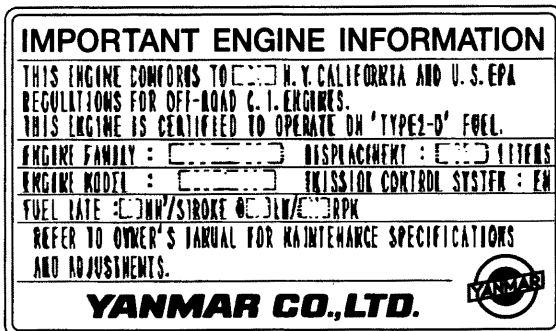 IMPORTANT ENGINE INFORMATION
THIS ENGINE CONFORMS TO M.Y. CALIFORNIA AND U.S. EPA
REGULATIONS FOR OFF-ROAD C.I. ENGINES.
THIS ENGINE IS CERTIFIED TO OPERATE ON 'TYPE2-D' FUEL.
ENGINE FAMILY : DISPLACEMENT : LITERS
ENGINE MODEL : EMISSION CONTROL SYSTEM : EM
FUEL RATE : MM³/STROKE @ KW/ RPM
REFER TO OWNER'S MANUAL FOR MAINTENANCE SPECIFICATIONS
AND ADJUSTMENTS.
YANMAR
YANMAR CO.,LTD.